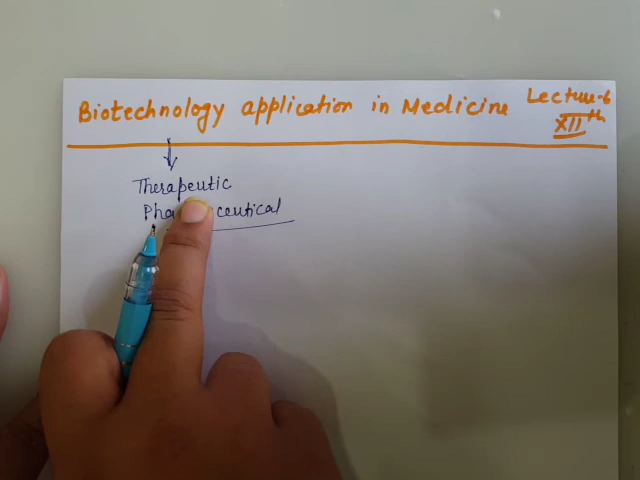 Biotechnology application in Medicine Lecture-6
XIIth
Therapeutic